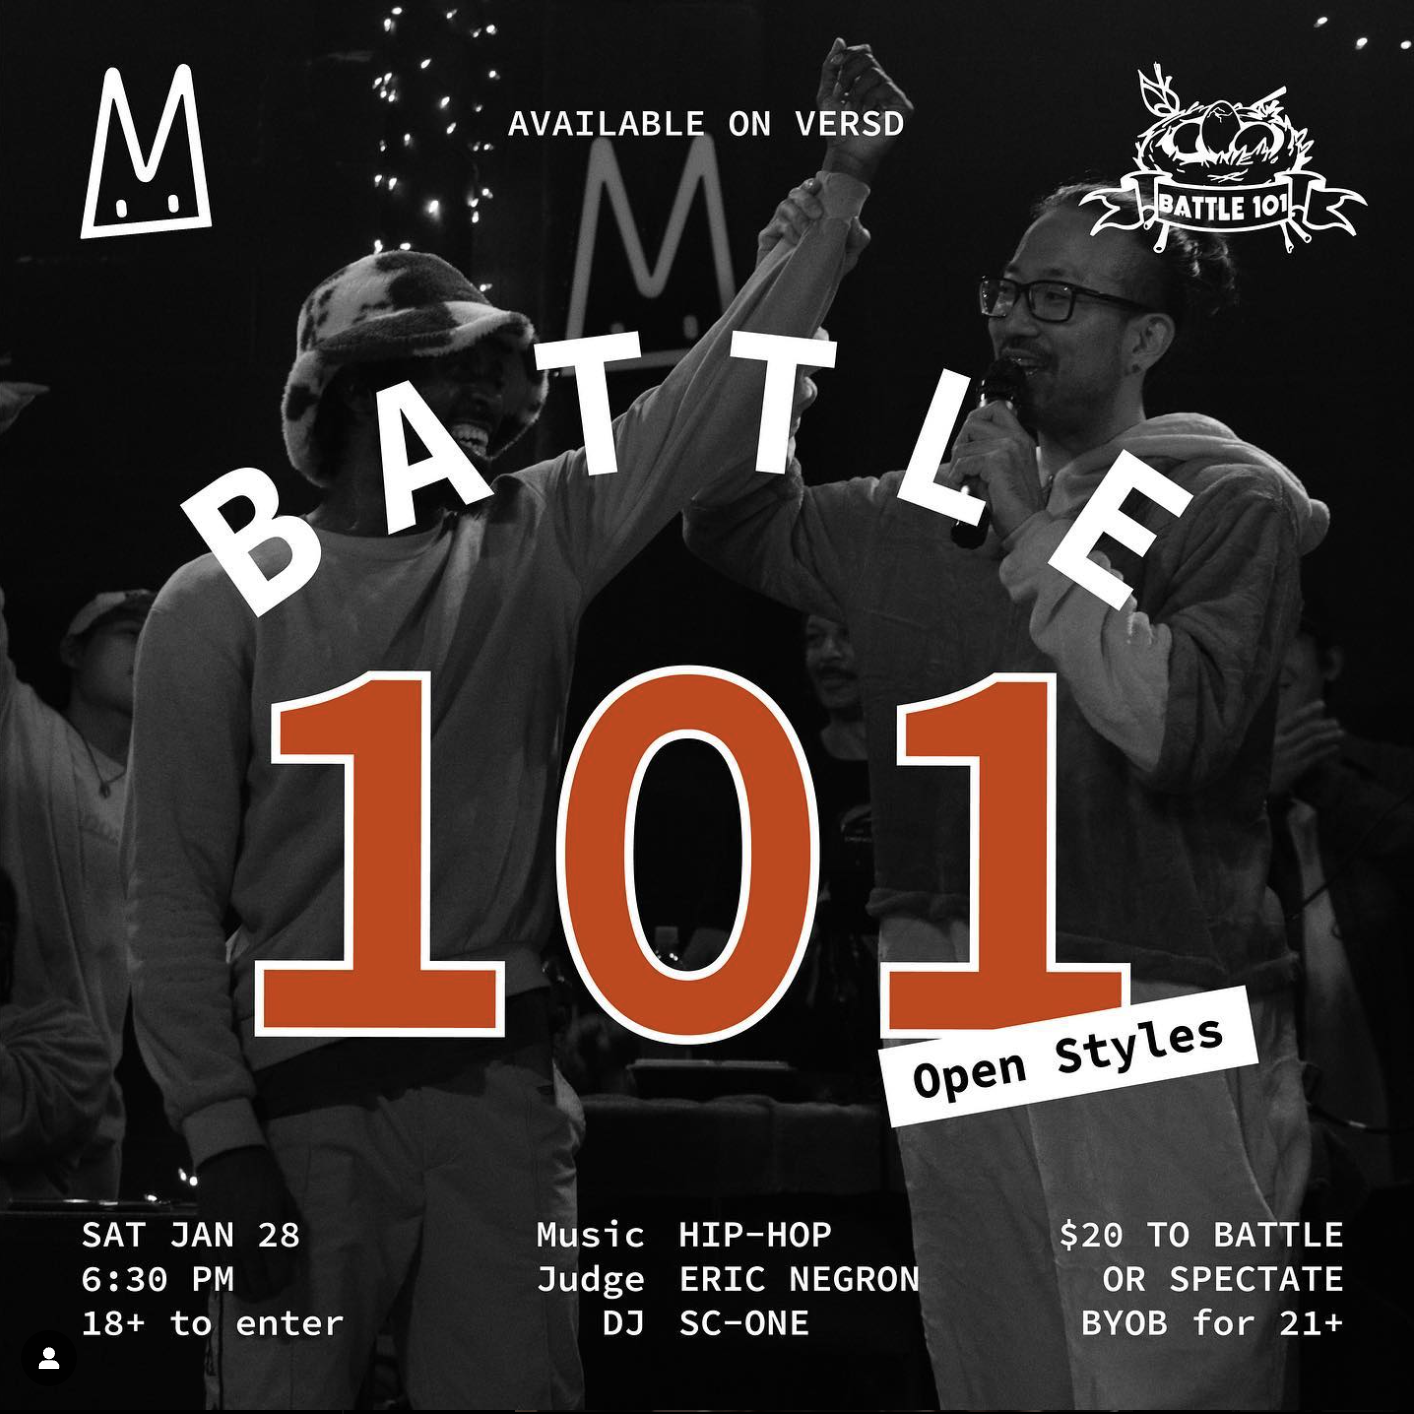 AVAILABLE ON VERSD
BATTLE 101
BATTLE
101
Open Styles
SAT JAN 28
6:30 PM
18+ to enter
Music HIP-HOP
Judge ERIC NEGRON
DJ SC-ONE
$20 TO BATTLE
OR SPECTATE
BYOB for 21+